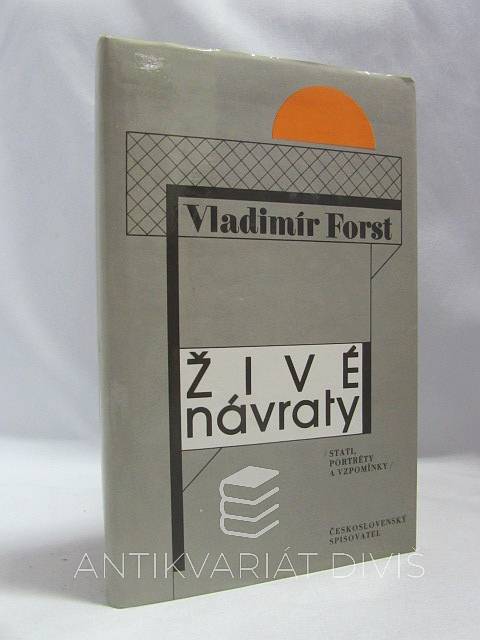 Vladimír Forst
ŽIVÉ
návraty
/STATI,
PORTRÉTY
A VZPOMÍNKY/
ČESKOSLOVENSKÝ
SPISOVATEL
ANTIKVARIÁT DIVIŠ